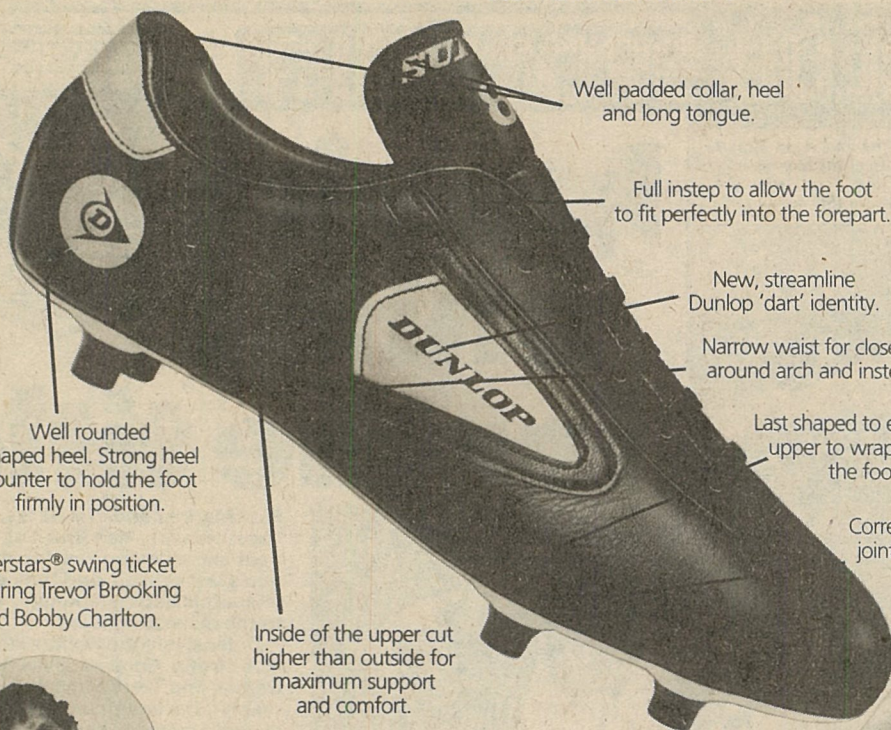 Well padded collar, heel
and long tongue.
Full instep to allow the foot
to fit perfectly into the forepart.
New, streamline
Dunlop 'dart' identity.
Narrow waist for close
around arch and inste
Last shaped to e
upper to wrap
the foo
Corre
joint
DUNLOP
D
Well rounded
aped heel. Strong heel
ounter to hold the foot
firmly in position.
erstars® swing ticket
ring Trevor Brooking
d Bobby Charlton.
Inside of the upper cut
higher than outside for
maximum support
and comfort.